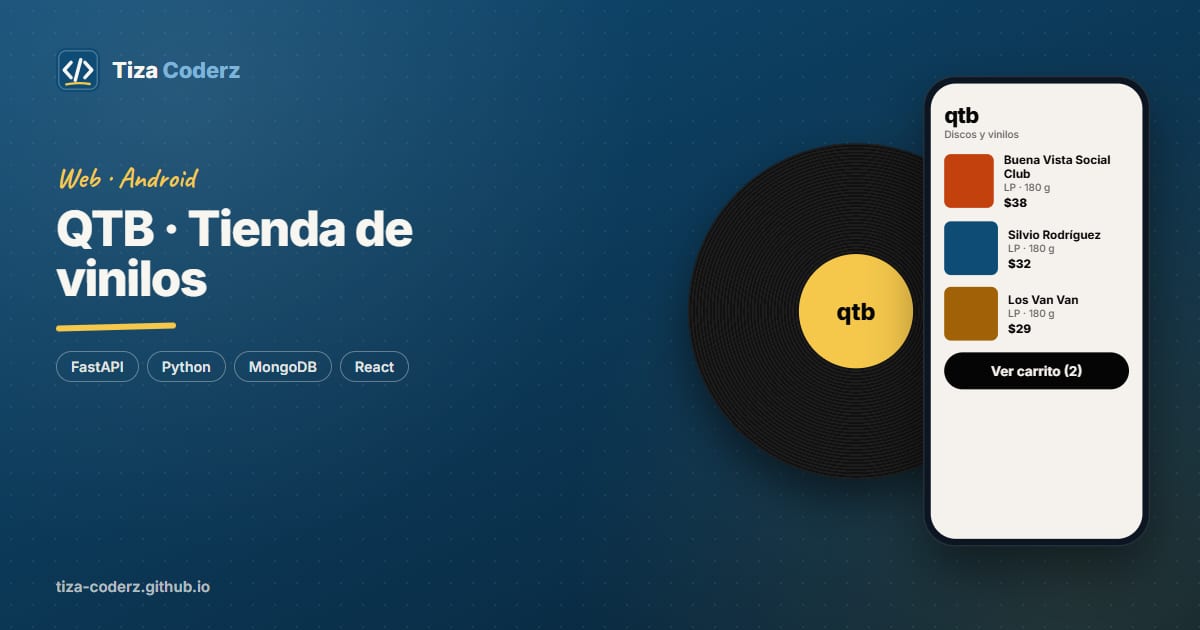 Tiza Coderz
Web · Android
QTB · Tienda de
vinilos
FastAPI
Python
MongoDB
React
tiza-coderz.github.io
qtb
qtb
Discos y vinilos
Buena Vista Social
Club
LP · 180 g
$38
Silvio Rodríguez
LP · 180 g
$32
Los Van Van
LP · 180 g
$29
Ver carrito (2)